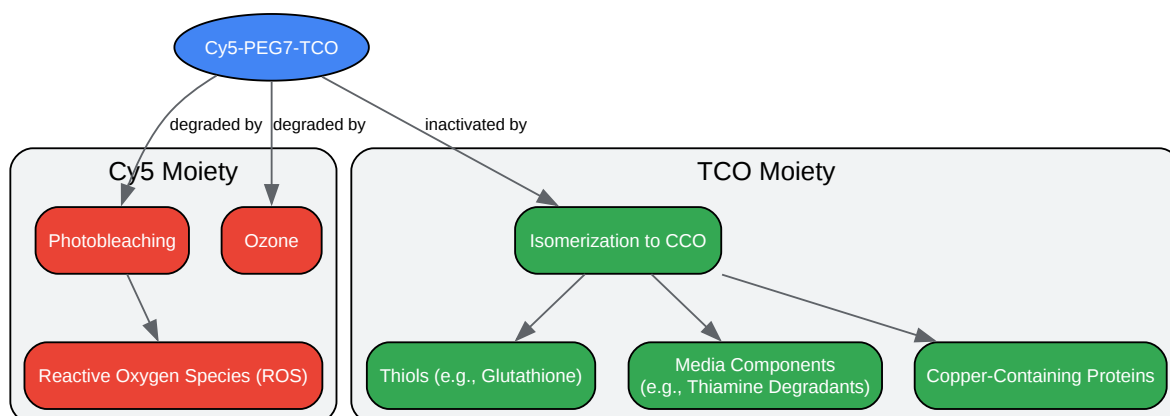 Cy5-PEG7-TCO
degraded by
degraded by
inactivated by
Cy5 Moiety
TCO Moiety
Photobleaching
Ozone
Isomerization to CCO
Reactive Oxygen Species (ROS)
Thiols (e.g., Glutathione)
Media Components
(e.g., Thiamine Degradants)
Copper-Containing Proteins